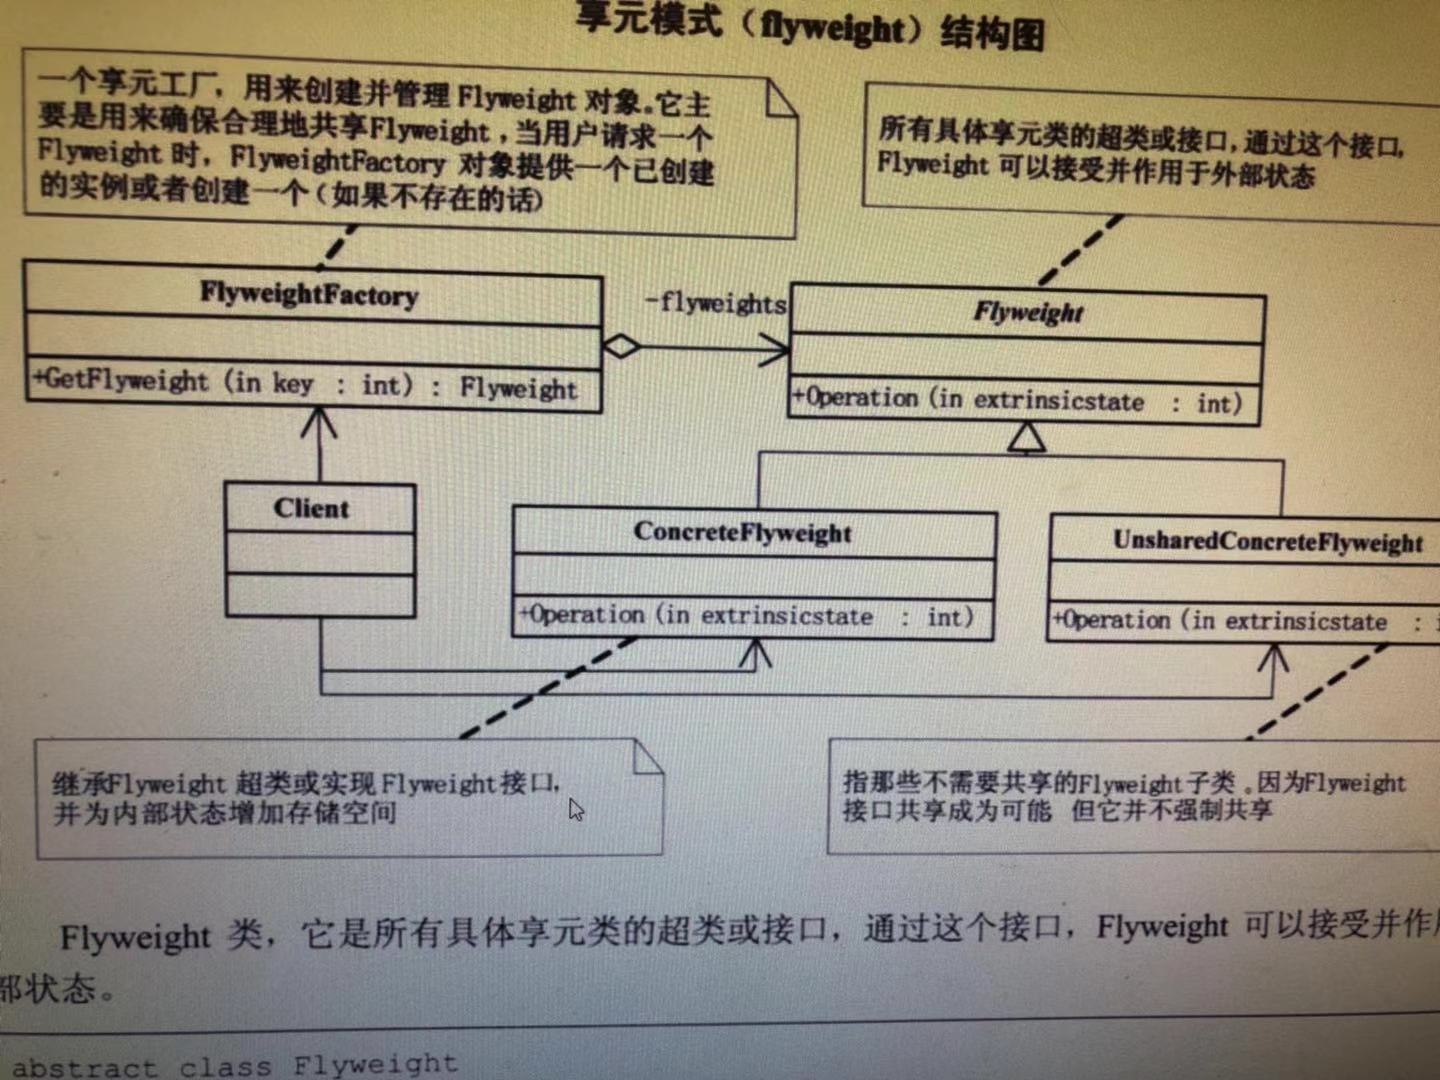 享元模式（flyweight）结构图
一个享元工厂，用来创建并管理 Flyweight 对象。它主
要是用来确保合理地共享Flyweight，当用户请求一个
Flyweight 时，FlyweightFactory 对象提供一个已创建
的实例或者创建一个（如果不存在的话）
所有具体享元类的超类或接口，通过这个接口，
Flyweight 可以接受并作用于外部状态
FlyweightFactory
+GetFlyweight (in key : int) : Flyweight
-flyweights
Flyweight
+Operation (in extrinsicstate : int)
Client
ConcreteFlyweight
+Operation (in extrinsicstate : int)
UnsharedConcreteFlyweight
+Operation (in extrinsicstate :
继承Flyweight 超类或实现 Flyweight接口，
并为内部状态增加存储空间
指那些不需要共享的Flyweight子类。因为Flyweight
接口共享成为可能 但它并不强制共享
Flyweight 类，它是所有具体享元类的超类或接口，通过这个接口，Flyweight 可以接受并作
部状态。
abstract class Flyweight